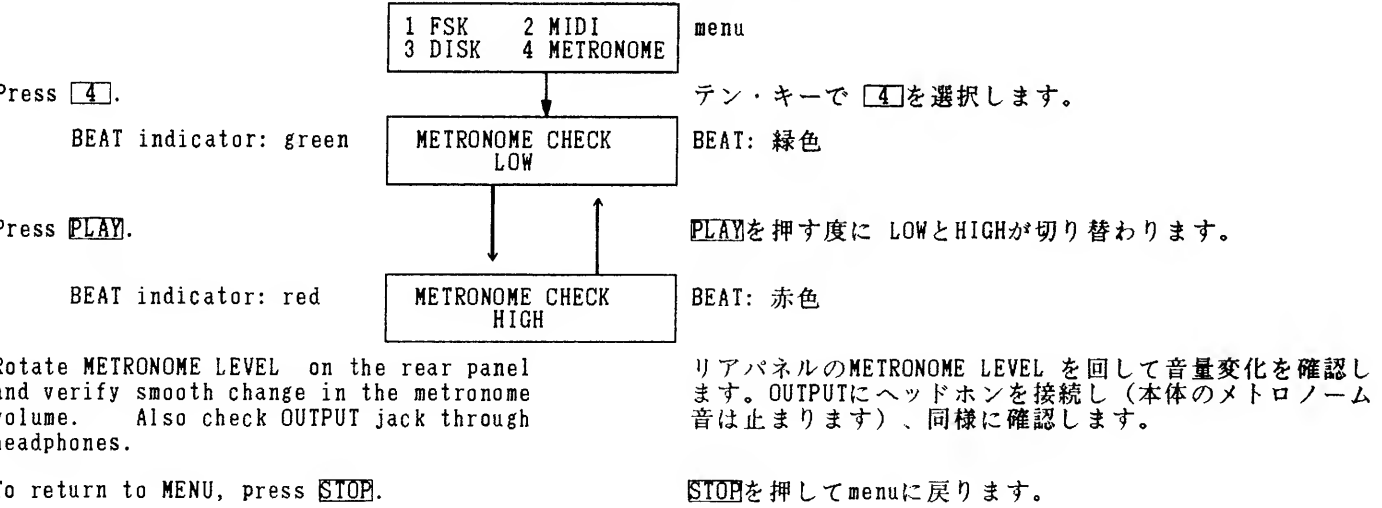 1 FSK 2 MIDI
3 DISK 4 METRONOME
menu
Press 4.
テン・キーで 4を選択します。
BEAT indicator: green
METRONOME CHECK
LOW
BEAT: 緑色
Press PLAY.
PLAYを押す度に LOWとHIGHが切り替わります。
BEAT indicator: red
METRONOME CHECK
HIGH
BEAT: 赤色
Rotate METRONOME LEVEL on the rear panel
and verify smooth change in the metronome
volume. Also check OUTPUT jack through
headphones.
リアパネルのMETRONOME LEVEL を回して音量変化を確認し
ます。OUTPUTにヘッドホンを接続し（本体のメトロノーム
音は止まります）、同様に確認します。
To return to MENU, press STOP.
STOPを押してmenuに戻ります。